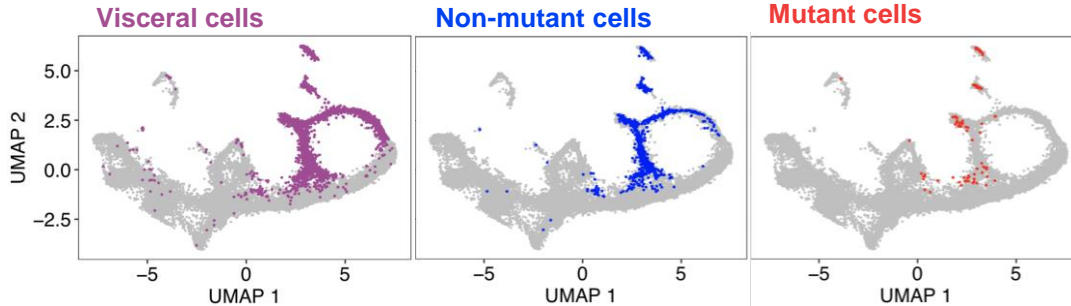 Visceral cells Non-mutant cells Mutant cells
UMAP 2
5.0
2.5
0.0
−2.5
−5 0 5 −5 0 5 −5 0 5
UMAP 1 UMAP 1 UMAP 1